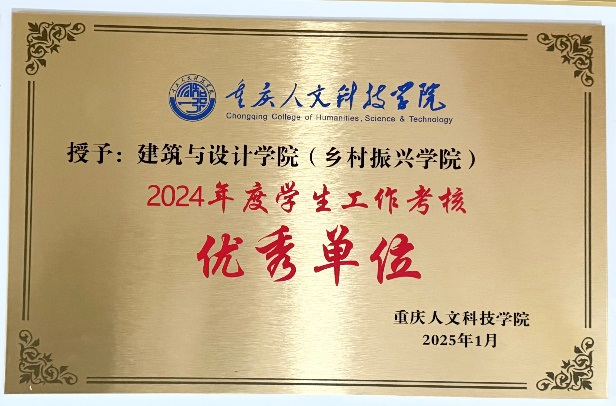 重庆人文科技学院
Chongqing College of Humanities, Science & Technology
授予：建筑与设计学院（乡村振兴学院）
2024年度学生工作考核
优秀单位
重庆人文科技学院
2025年1月